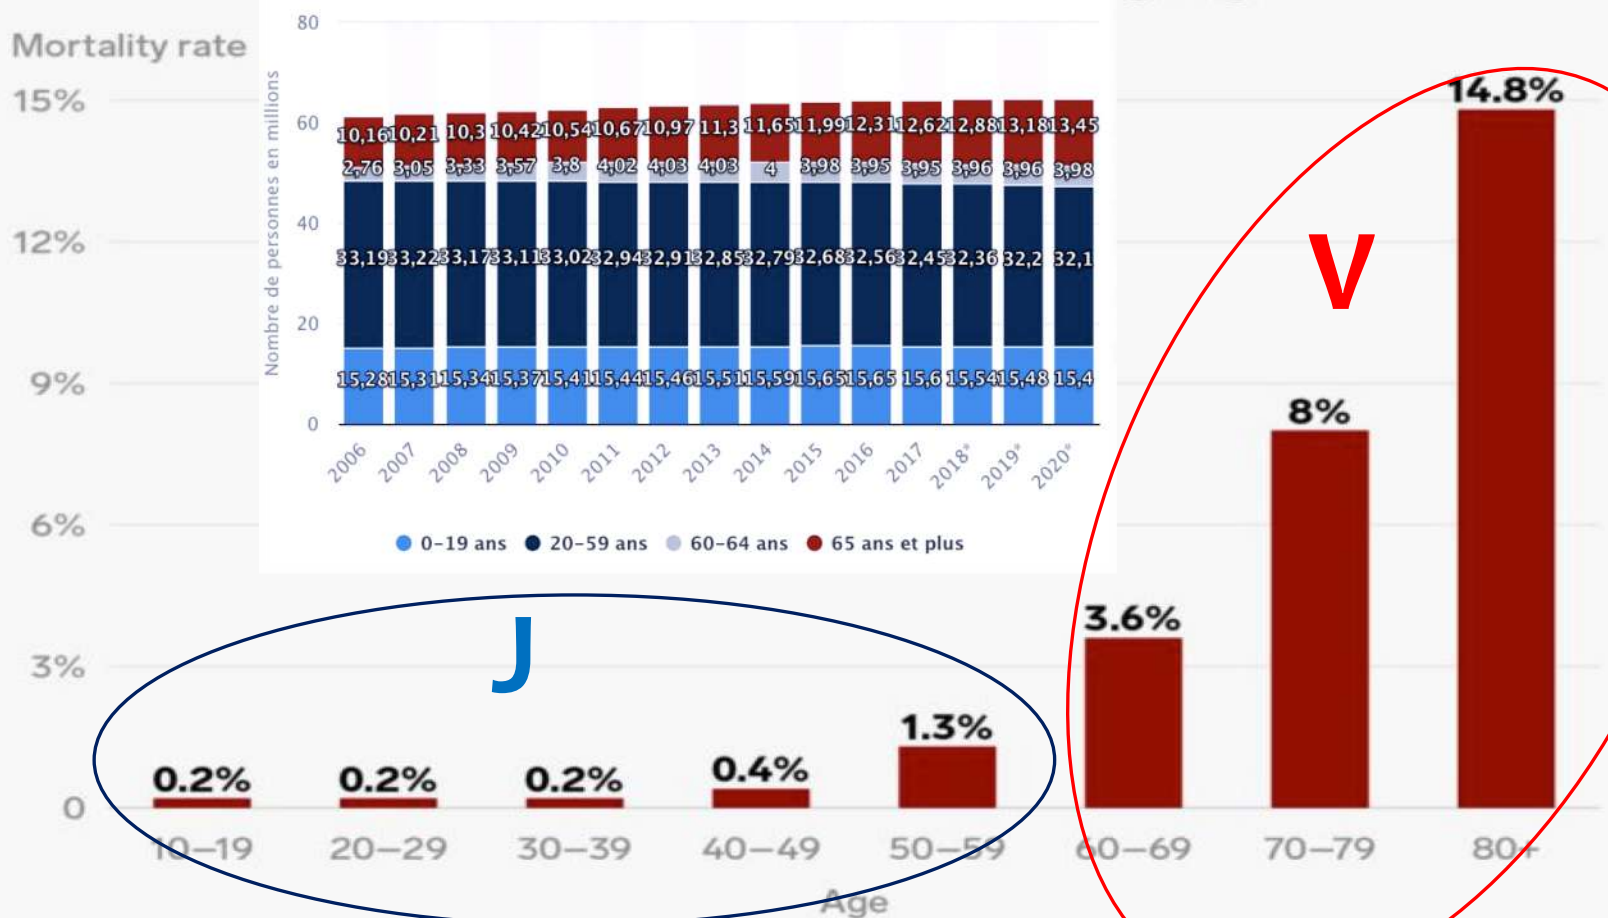 Mortality rate
15%
12%
9%
6%
3%
0
Nombre de personnes en millions
80
60
40
20
0
10,16 10,21 10,3 10,42 10,54 10,67 10,97 11,3 11,65 11,99 12,31 12,62 12,88 13,18 13,45
2,76 3,05 3,33 3,57 3,8 4,02 4,03 4,03 4 3,98 3,95 3,95 3,96 3,96 3,98
33,19 33,22 33,17 33,11 33,02 32,94 32,91 32,85 32,79 32,68 32,56 32,45 32,36 32,2 32,1
15,28 15,31 15,34 15,37 15,41 15,44 15,46 15,51 15,59 15,65 15,65 15,6 15,54 15,48 15,4
2006 2007 2008 2009 2010 2011 2012 2013 2014 2015 2016 2017 2018* 2019* 2020*
0-19 ans 20-59 ans 60-64 ans 65 ans et plus
V
J
0.2% 0.2% 0.2% 0.4% 1.3% 3.6% 8% 14.8%
10–19 20–29 30–39 40–49 50–59 60–69 70–79 80+
Age